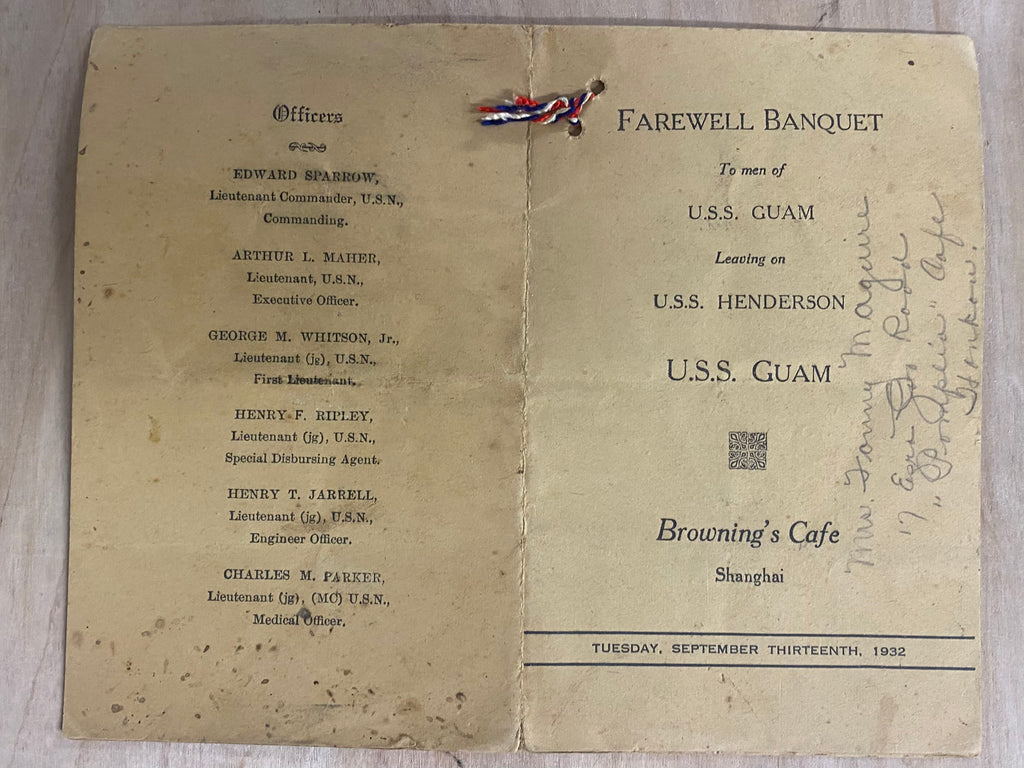 Officers
EDWARD SPARROW,
Lieutenant Commander, U.S.N.,
Commanding.
ARTHUR L. MAHER,
Lieutenant, U.S.N.,
Executive Officer.
GEORGE M. WHITSON, Jr.,
Lieutenant (jg), U.S.N.,
First Lieutenant.
HENRY F. RIPLEY,
Lieutenant (jg), U.S.N.,
Special Disbursing Agent.
HENRY T. JARRELL,
Lieutenant (jg), U.S.N.,
Engineer Officer.
CHARLES M. PARKER,
Lieutenant (jg), (MC) U.S.N.,
Medical Officer.
FAREWELL BANQUET
To men of
U.S.S. GUAM
Leaving on
U.S.S. HENDERSON
U.S.S. GUAM
Browning's Cafe
Shanghai
TUESDAY, SEPTEMBER THIRTEENTH, 1932
Maguire
17 Ezra Road
Cafe
Hankow.